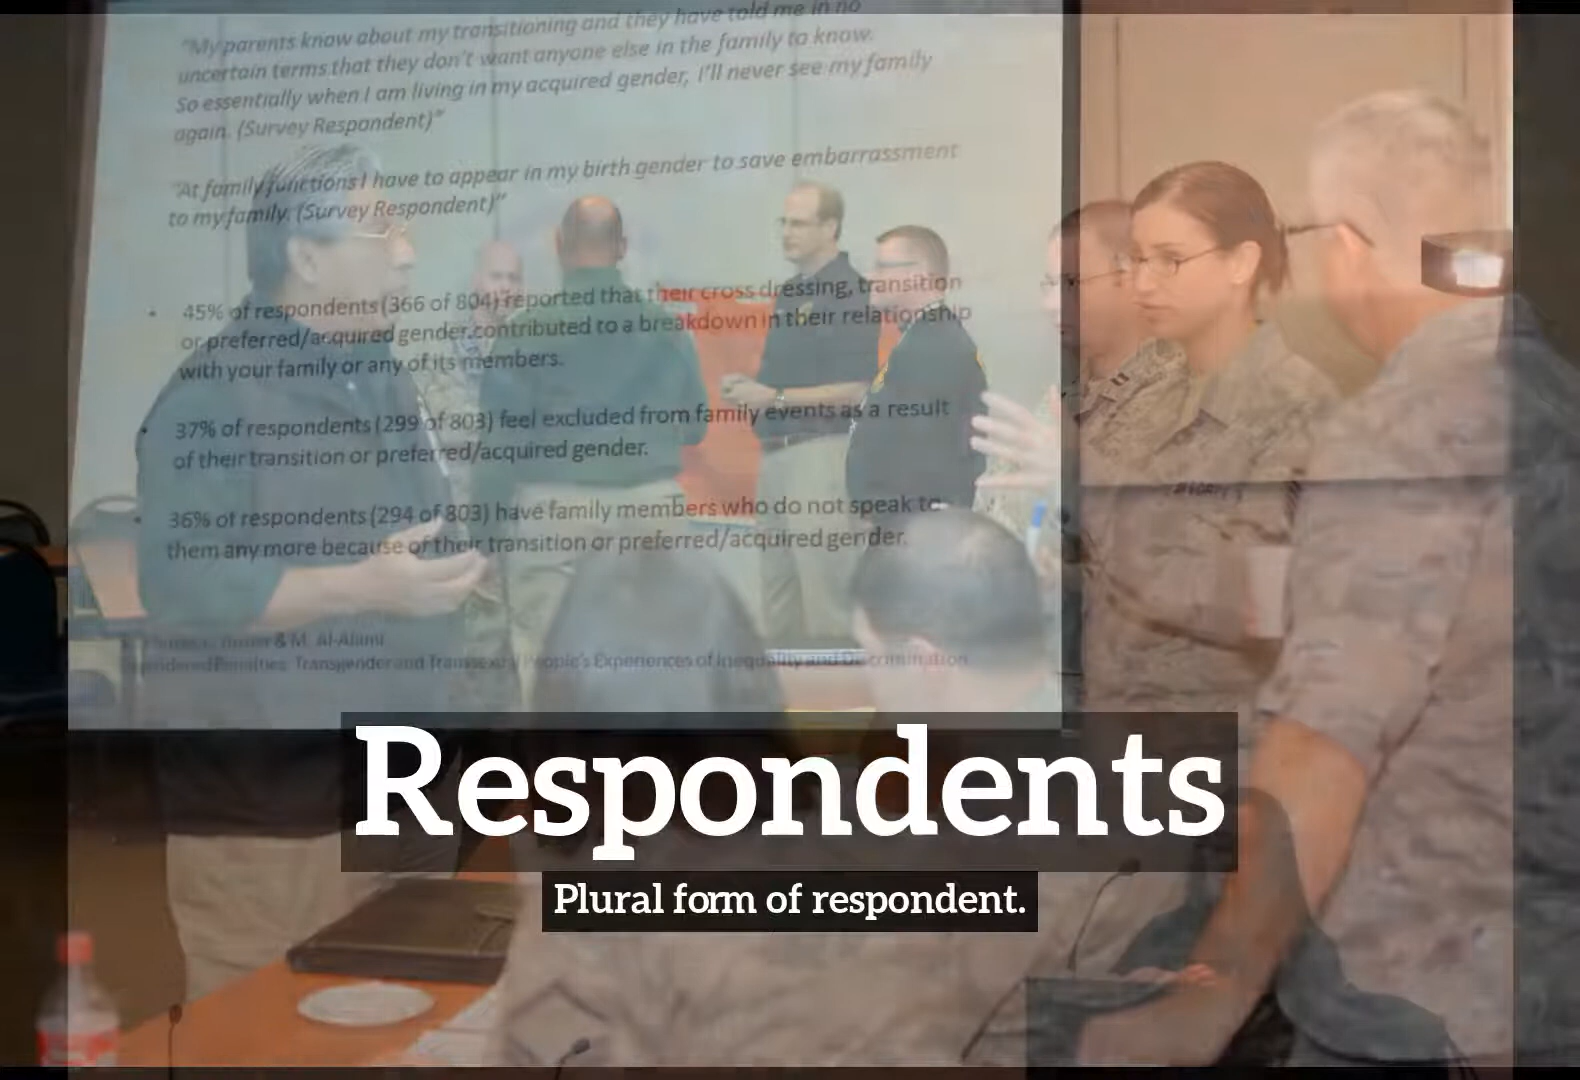 "My parents know about my transitioning and they have told me in no
uncertain terms that they don't want anyone else in the family to know.
So essentially when I am living in my acquired gender, I'll never see my family
again. (Survey Respondent)"
"At family functions I have to appear in my birth gender to save embarrassment
to my family. (Survey Respondent)"
• 45% of respondents (366 of 804) reported that their cross dressing, transition
or preferred/acquired gender contributed to a breakdown in their relationship
with your family or any of its members.
• 37% of respondents (299 of 803) feel excluded from family events as a result
of their transition or preferred/acquired gender.
• 36% of respondents (294 of 803) have family members who do not speak to
them any more because of their transition or preferred/acquired gender.
& M. Al-Alami
Transgender and Transsexual People's Experiences of Inequality and Discrimination
Respondents
Plural form of respondent.